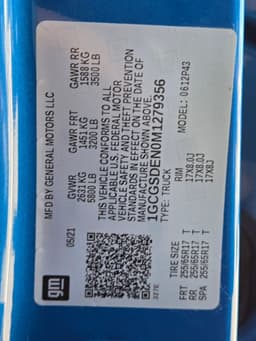 MFD BY GENERAL MOTORS LLC
05/21
GVWR GAWR FRT GAWR RR
2631 KG 1451 KG 1588 KG
5800 LB 3200 LB 3500 LB
THIS VEHICLE CONFORMS TO ALL
APPLICABLE U.S. FEDERAL MOTOR
VEHICLE SAFETY AND THEFT PREVENTION
STANDARDS IN EFFECT ON THE DATE OF
MANUFACTURE SHOWN ABOVE.
1GCGSDEN0M1279356
TYPE: TRUCK MODEL: 0612P43
gm
327E
TIRE SIZE RIM
FRT 255/65R17 T 17X8.0J
RR 255/65R17 T 17X8.0J
SPA 255/65R17 T 17X8J